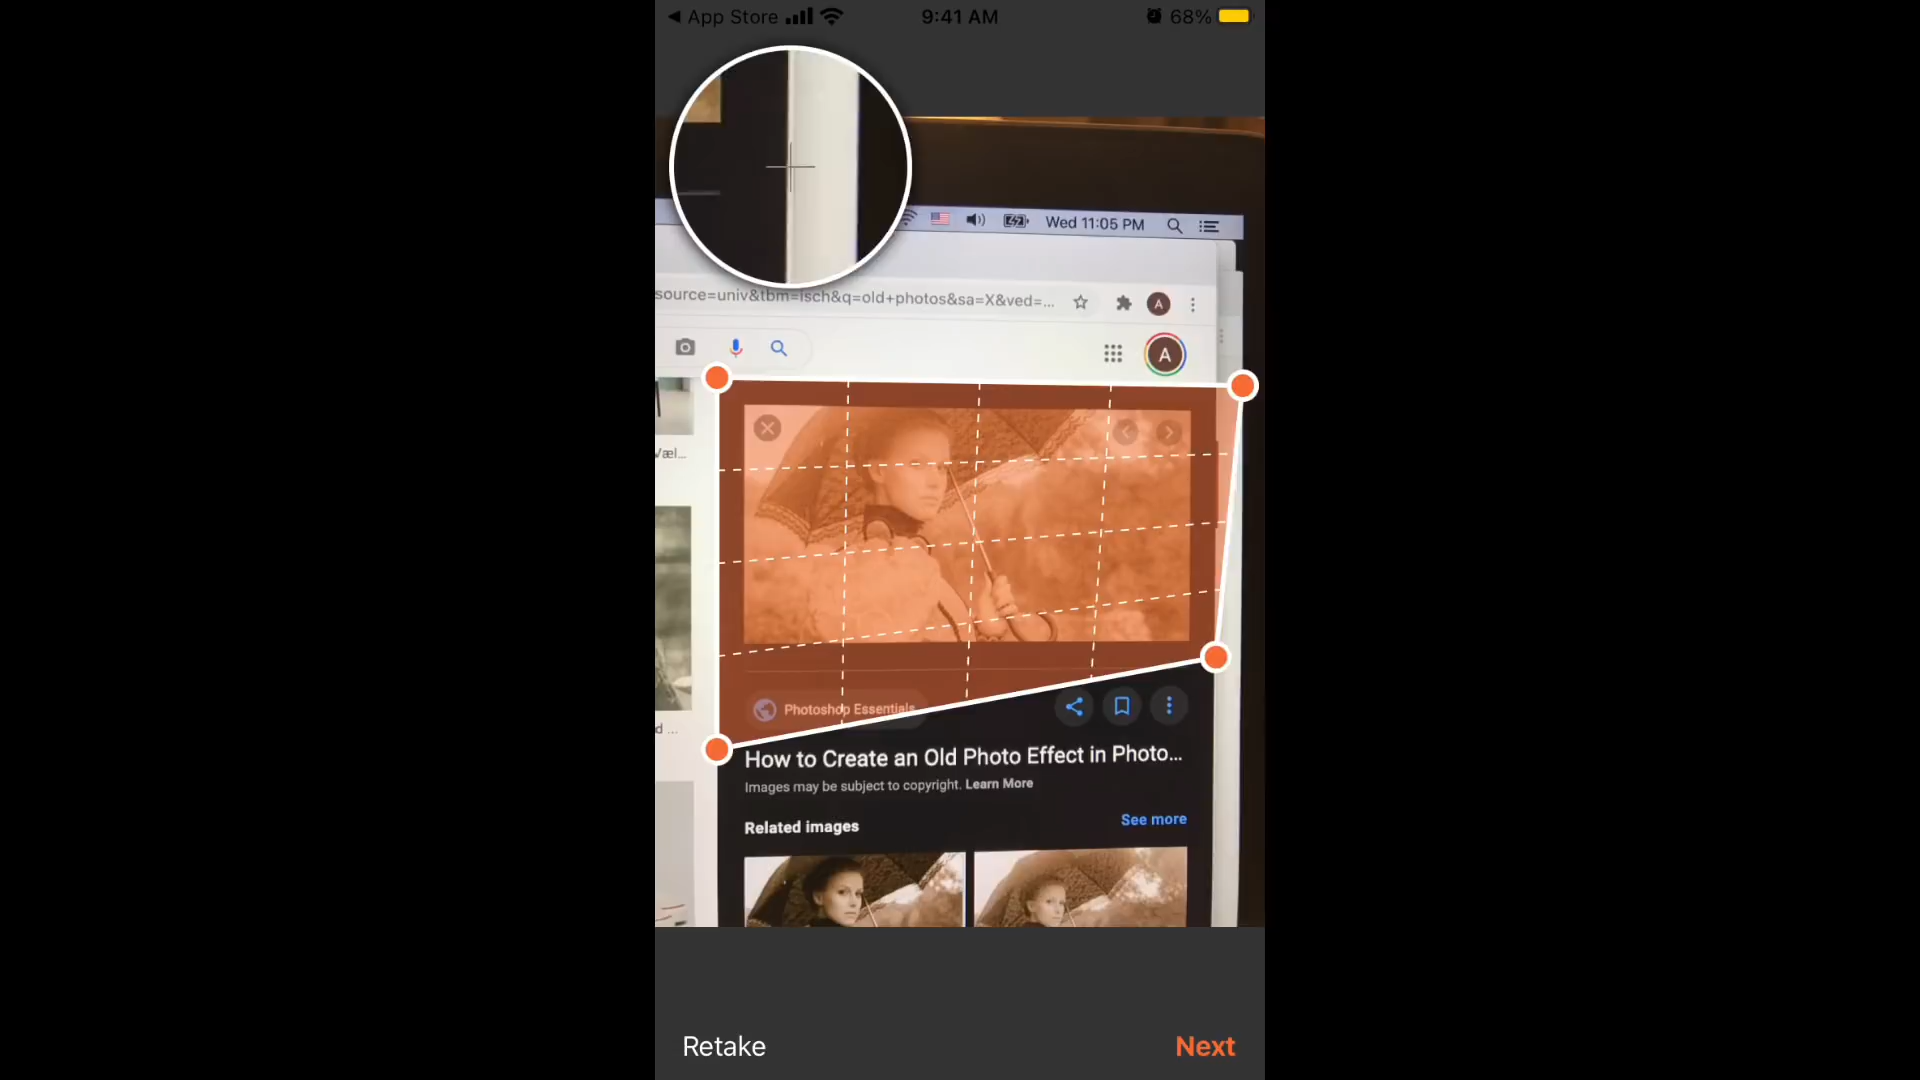 App Store
9:41 AM
68%
Wed 11:05 PM
source=univ&tbm=isch&q=old+photos&sa=X&ved=...
A
A
Væl...
d ...
Photoshop Essentials
How to Create an Old Photo Effect in Photo...
Images may be subject to copyright. Learn More
Related images
See more
Retake
Next